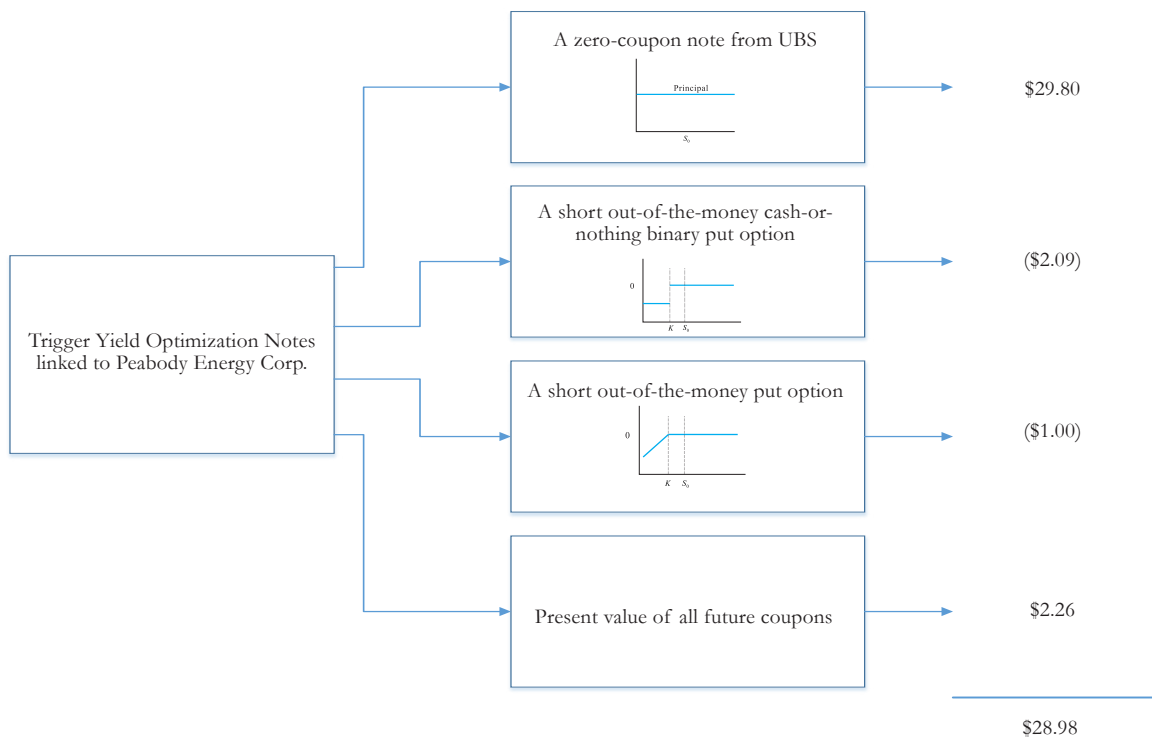 A zero-coupon note from UBS
Principal
S0
$29.80
A short out-of-the-money cash-or-
nothing binary put option
0
K
S0
($2.09)
Trigger Yield Optimization Notes
linked to Peabody Energy Corp.
A short out-of-the-money put option
0
K
S0
($1.00)
Present value of all future coupons
$2.26
$28.98